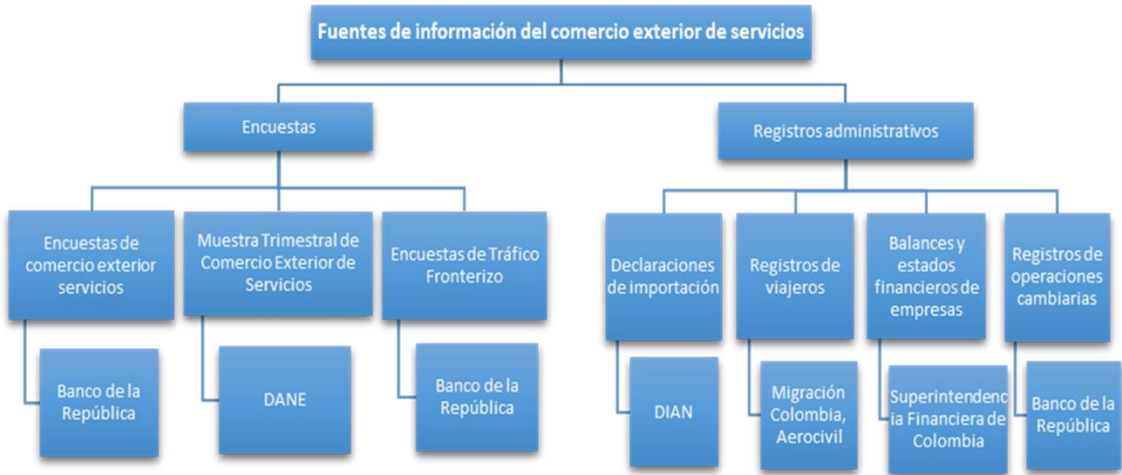 Fuentes de información del comercio exterior de servicios
Encuestas
Registros administrativos
Encuestas de
comercio exterior
servicios
Muestra Trimestral de
Comercio Exterior de
Servicios
Encuestas de Tráfico
Fronterizo
Declaraciones
de importación
Registros de
viajeros
Balances y
estados
financieros de
empresas
Registros de
operaciones
cambiarias
Banco de la
República
DANE
Banco de la
República
DIAN
Migración
Colombia,
Aerocivil
Superintendenc
ia Financiera de
Colombia
Banco de la
República